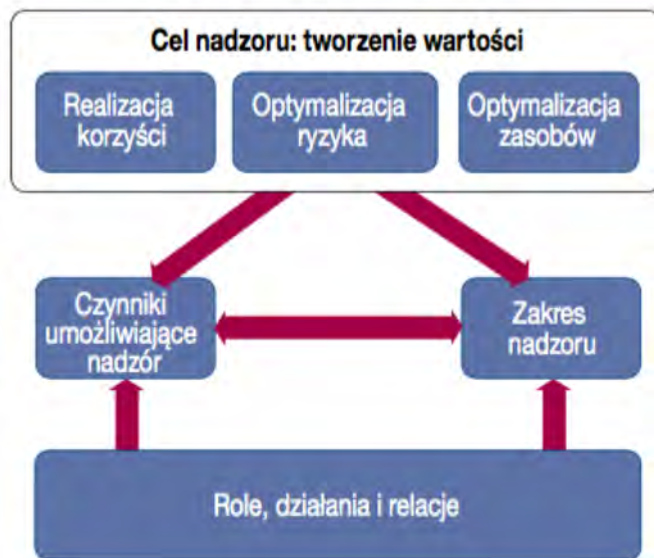 Cel nadzoru: tworzenie wartości
Realizacja
korzyści
Optymalizacja
ryzyka
Optymalizacja
zasobów
Czynniki
umożliwiające
nadzór
Zakres
nadzoru
Role, działania i relacje